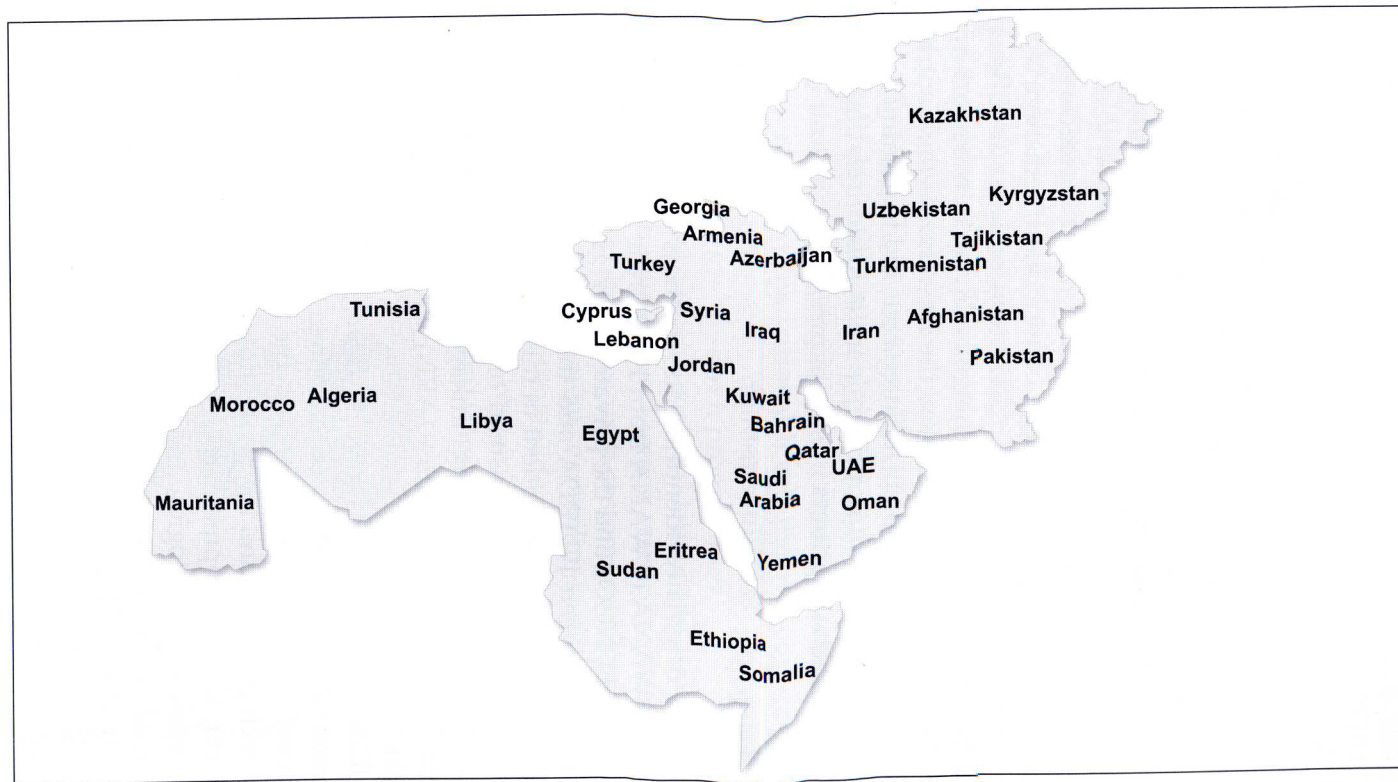 Kazakhstan
Kyrgyzstan
Uzbekistan
Georgia
Armenia
Tajikistan
Azerbaijan
Turkey
Turkmenistan
Tunisia
Cyprus
Syria
Afghanistan
Iraq
Iran
Lebanon
Pakistan
Jordan
Algeria
Kuwait
Morocco
Libya
Bahrain
Egypt
Qatar
UAE
Saudi
Arabia
Oman
Mauritania
Eritrea
Yemen
Sudan
Ethiopia
Somalia